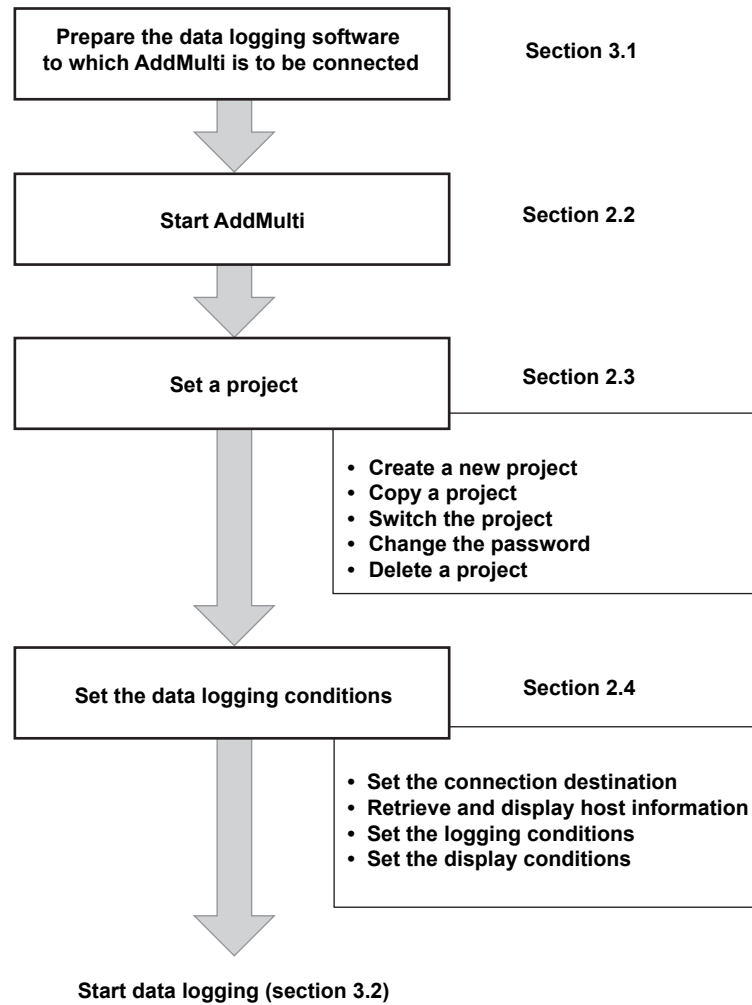 Prepare the data logging software
to which AddMulti is to be connected
Section 3.1
Start AddMulti
Section 2.2
Set a project
Section 2.3
• Create a new project
• Copy a project
• Switch the project
• Change the password
• Delete a project
Set the data logging conditions
Section 2.4
• Set the connection destination
• Retrieve and display host information
• Set the logging conditions
• Set the display conditions
Start data logging (section 3.2)